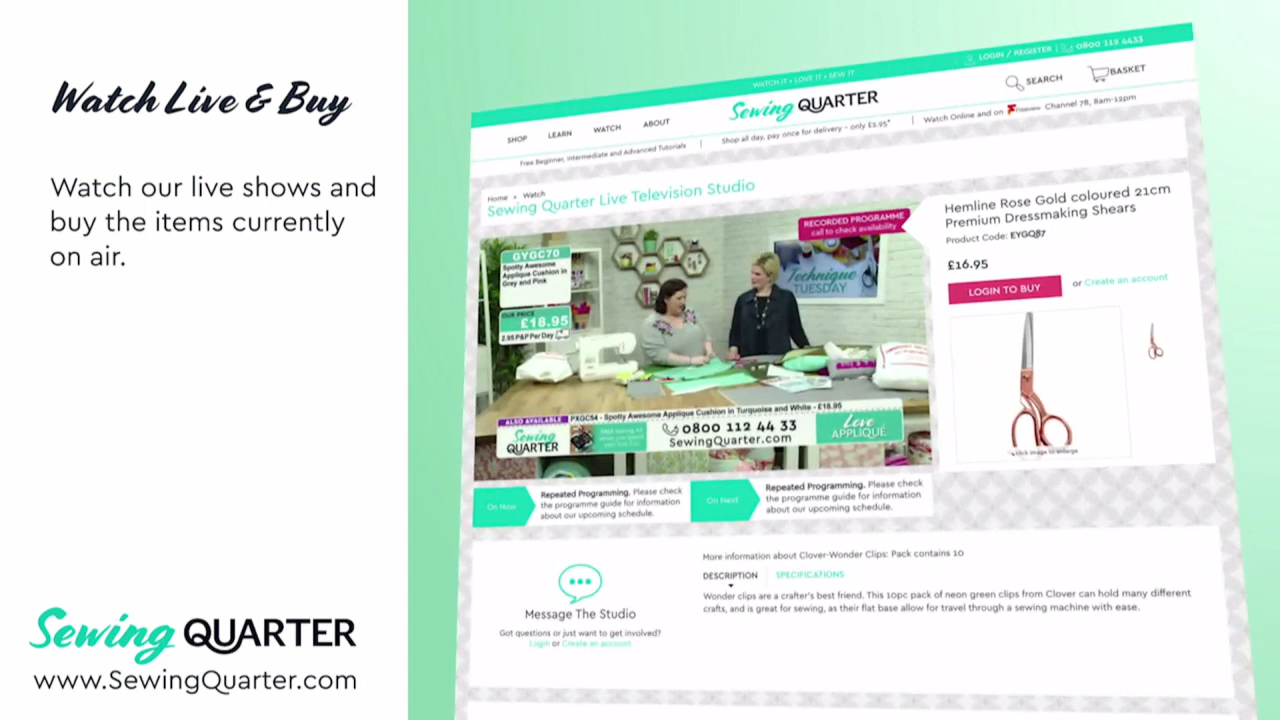 Watch Live & Buy
Watch our live shows and
buy the items currently
on air.
Sewing QUARTER
www.SewingQuarter.com
WATCH IT • LOVE IT • SEW IT
LOGIN / REGISTER | 0800 112 4433
SHOP LEARN WATCH ABOUT
Sewing QUARTER
SEARCH BASKET
Free Beginner, Intermediate and Advanced Tutorials | Shop all day, pay once for delivery - only £2.95* | Watch Online and on Freeview Channel 78, 8am-12pm
Home > Watch
Sewing Quarter Live Television Studio
RECORDED PROGRAMME
call to check availability
GYGC70
Spotty Awesome
Applique Cushion in
Grey and Pink
OUR PRICE
£18.95
2.95 P&P Per Day
Technique
TUESDAY
ALSO AVAILABLE PXGC54 - Spotty Awesome Applique Cushion in Turquoise and White - £18.95
Sewing
QUARTER
0800 112 44 33
SewingQuarter.com
Love
APPLIQUÉ
Hemline Rose Gold coloured 21cm
Premium Dressmaking Shears
Product Code: EYGQB7
£16.95
LOGIN TO BUY or Create an account
click image to enlarge
On Now
Repeated Programming. Please check
the programme guide for information
about our upcoming schedule.
On Next
Repeated Programming. Please check
the programme guide for information
about our upcoming schedule.
Message The Studio
Got questions or just want to get involved?
Login or Create an account
More information about Clover-Wonder Clips: Pack contains 10
DESCRIPTION SPECIFICATIONS
Wonder clips are a crafter's best friend. This 10pc pack of neon green clips from Clover can hold many different
crafts, and is great for sewing, as their flat base allow for travel through a sewing machine with ease.